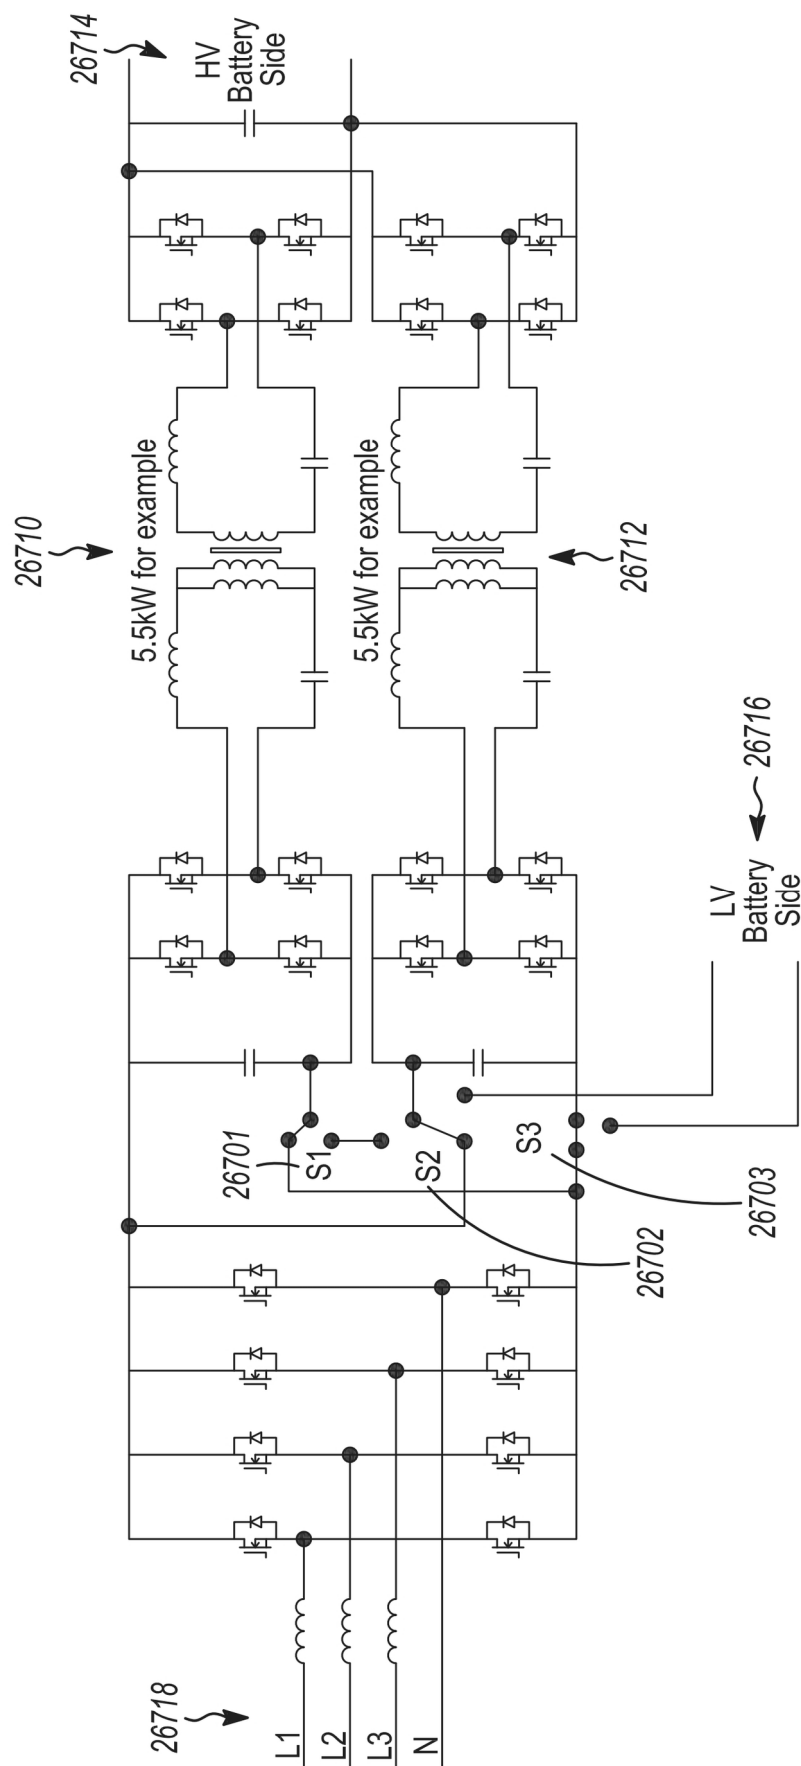 26714
HV
Battery
Side
26710
5.5kW for example
5.5kW for example
26712
26716
LV
Battery
Side
26701
S1
S2
S3
26702
26703
26718
L1
L2
L3
N